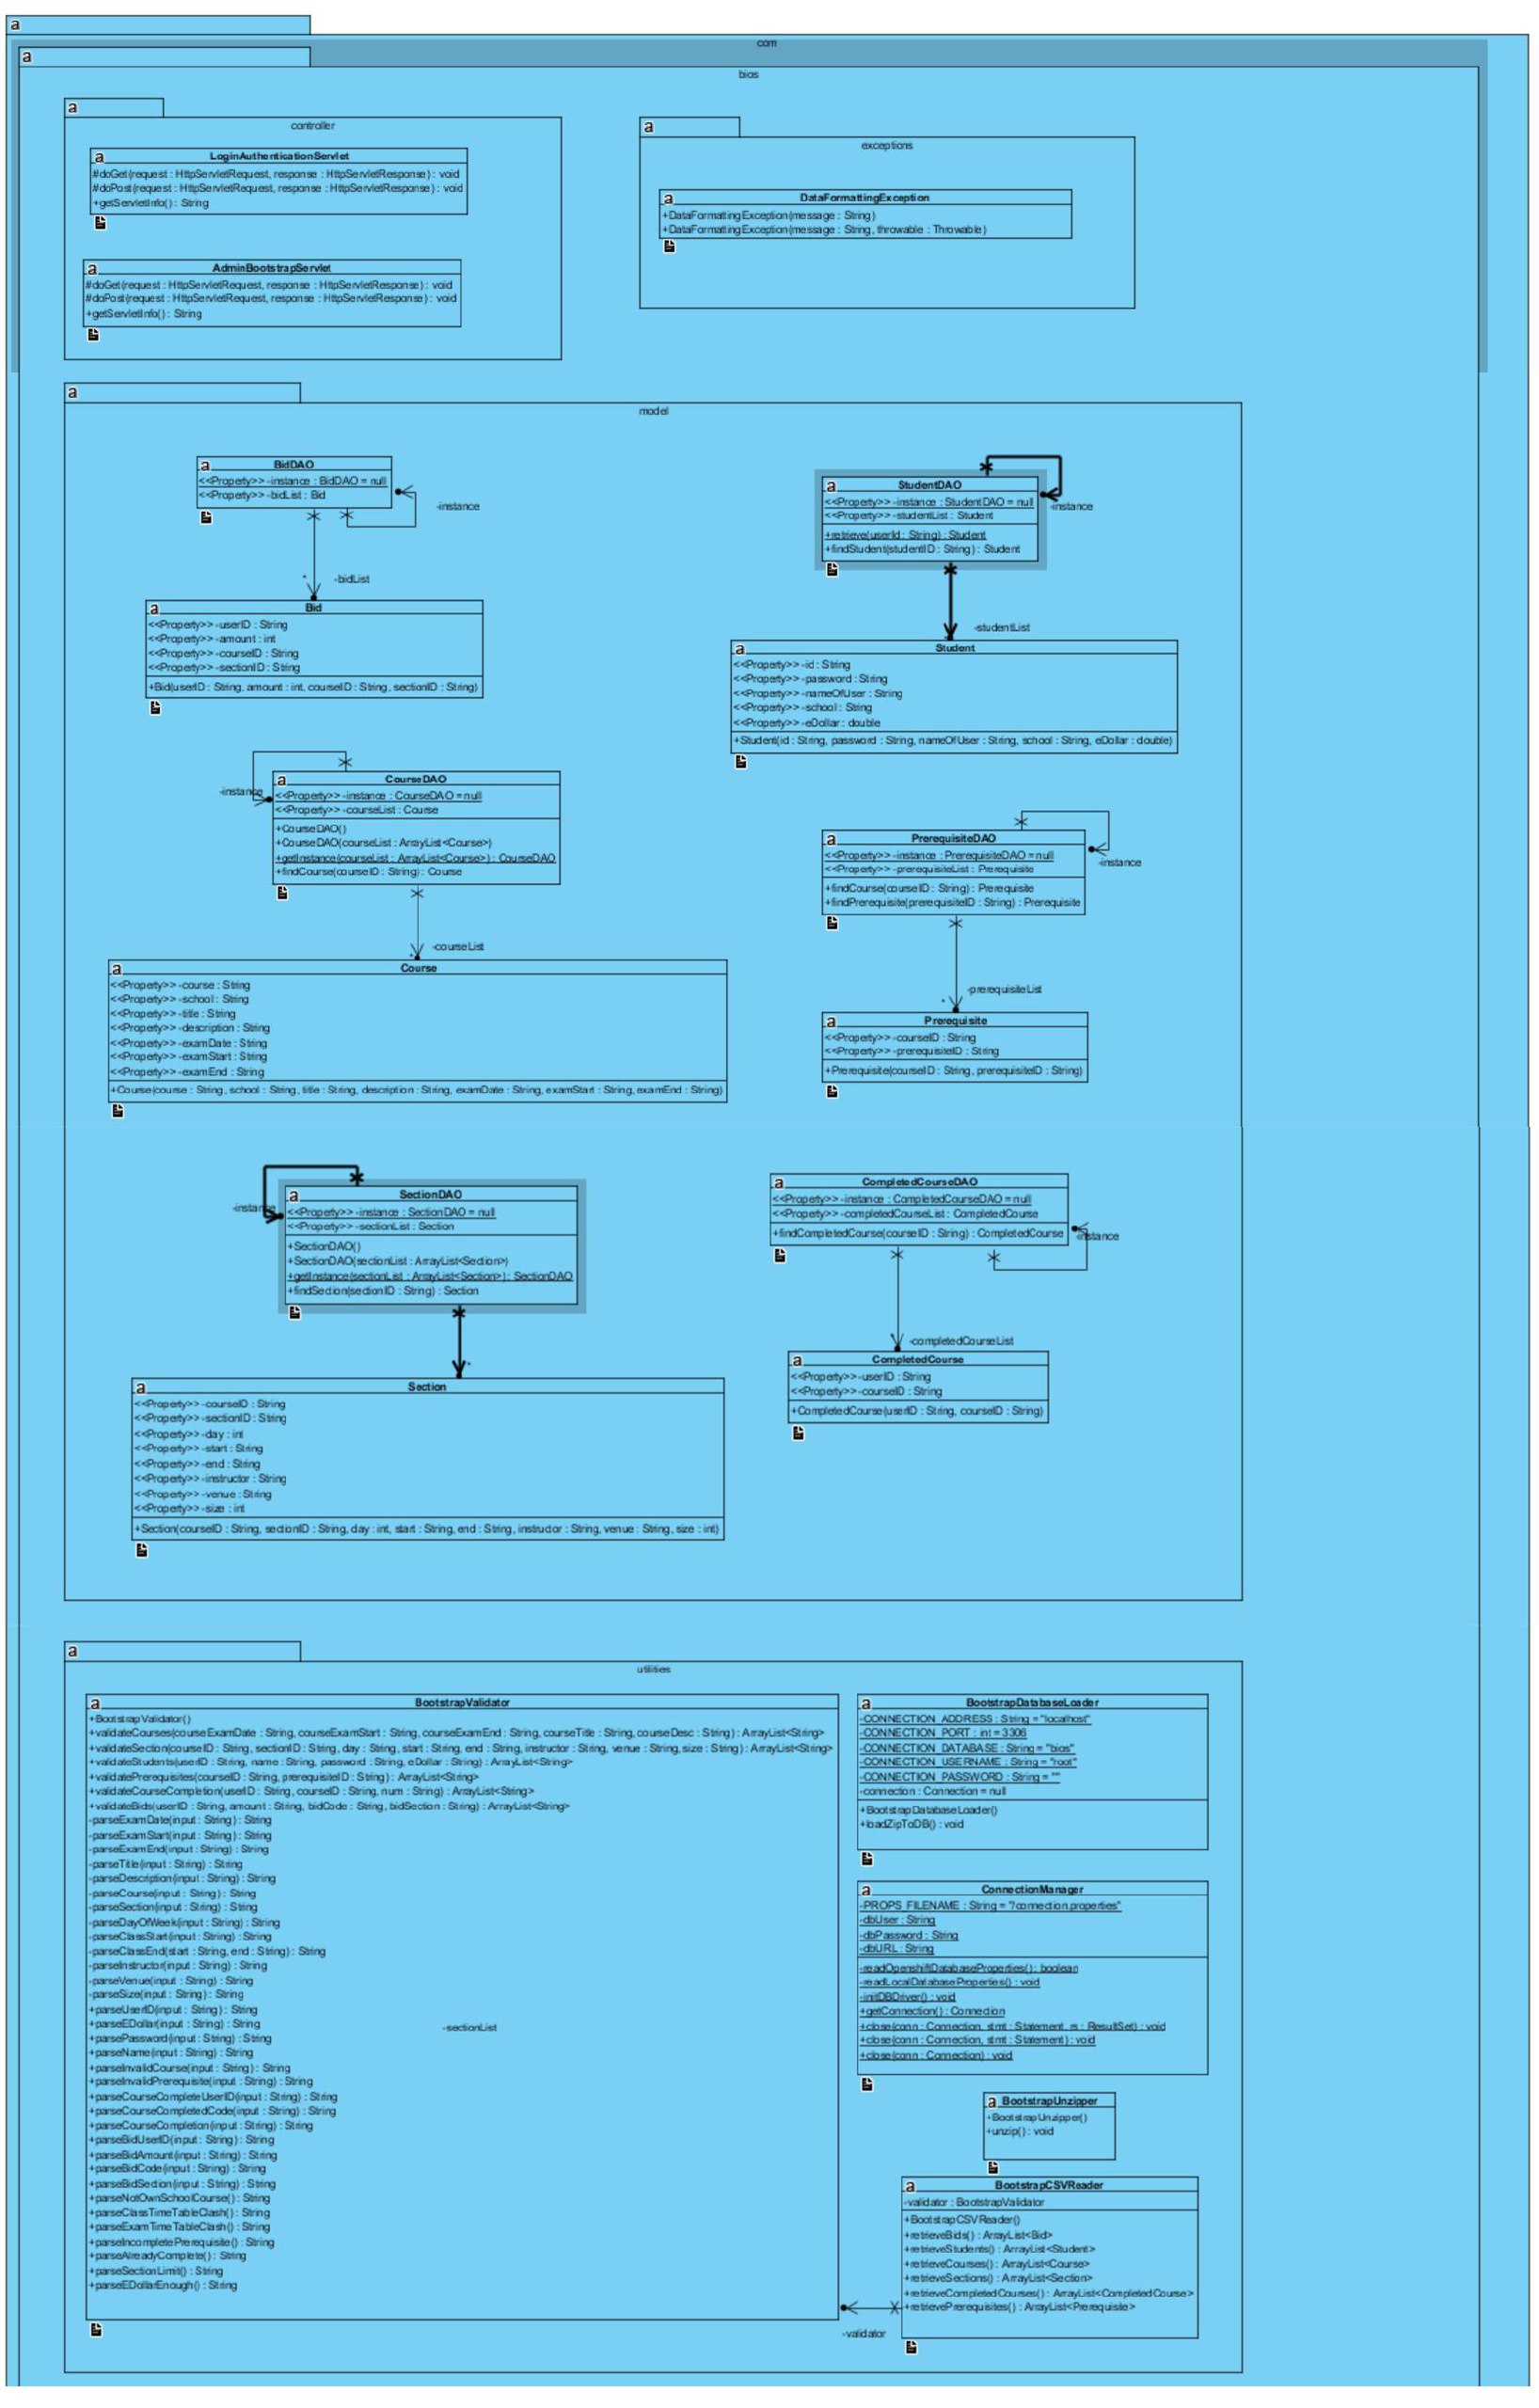 a
com
a
bios
a
controller
a LoginAuthenticationServlet
#doGet(request : HttpServletRequest, response : HttpServletResponse) : void
#doPost(request : HttpServletRequest, response : HttpServletResponse) : void
+getServletInfo() : String
a AdminBootstrapServlet
#doGet(request : HttpServletRequest, response : HttpServletResponse) : void
#doPost(request : HttpServletRequest, response : HttpServletResponse) : void
+getServletInfo() : String
a
exceptions
a DataFormattingException
+DataFormattingException(message : String)
+DataFormattingException(message : String, throwable : Throwable)
a
model
a BidDAO
<<Property>> -instance : BidDAO = null
<<Property>> -bidList : Bid
-instance
*
-bidList
a Bid
<<Property>> -userID : String
<<Property>> -amount : int
<<Property>> -courseID : String
<<Property>> -sectionID : String
+Bid(userID : String, amount : int, courseID : String, sectionID : String)
a StudentDAO
<<Property>> -instance : StudentDAO = null
<<Property>> -studentList : Student
+retrieve(userId : String) : Student
+findStudent(studentID : String) : Student
-instance
-studentList
a Student
<<Property>> -id : String
<<Property>> -password : String
<<Property>> -nameOfUser : String
<<Property>> -school : String
<<Property>> -eDollar : double
+Student(id : String, password : String, nameOfUser : String, school : String, eDollar : double)
-instance
a CourseDAO
<<Property>> -instance : CourseDAO = null
<<Property>> -courseList : Course
+CourseDAO()
+CourseDAO(courseList : ArrayList<Course>)
+getInstance(courseList : ArrayList<Course>) : CourseDAO
+findCourse(courseID : String) : Course
*
-courseList
a Course
<<Property>> -course : String
<<Property>> -school : String
<<Property>> -title : String
<<Property>> -description : String
<<Property>> -examDate : String
<<Property>> -examStart : String
<<Property>> -examEnd : String
+Course(course : String, school : String, title : String, description : String, examDate : String, examStart : String, examEnd : String)
a PrerequisiteDAO
<<Property>> -instance : PrerequisiteDAO = null
<<Property>> -prerequisiteList : Prerequisite
+findCourse(courseID : String) : Prerequisite
+findPrerequisite(prerequisiteID : String) : Prerequisite
-instance
-prerequisiteList
*
a Prerequisite
<<Property>> -courseID : String
<<Property>> -prerequisiteID : String
+Prerequisite(courseID : String, prerequisiteID : String)
-instance
a SectionDAO
<<Property>> -instance : SectionDAO = null
<<Property>> -sectionList : Section
+SectionDAO()
+SectionDAO(sectionList : ArrayList<Section>)
+getInstance(sectionList : ArrayList<Section>) : SectionDAO
+findSection(sectionID : String) : Section
*
a Section
<<Property>> -courseID : String
<<Property>> -sectionID : String
<<Property>> -day : int
<<Property>> -start : String
<<Property>> -end : String
<<Property>> -instructor : String
<<Property>> -venue : String
<<Property>> -size : int
+Section(courseID : String, sectionID : String, day : int, start : String, end : String, instructor : String, venue : String, size : int)
a CompletedCourseDAO
<<Property>> -instance : CompletedCourseDAO = null
<<Property>> -completedCourseList : CompletedCourse
+findCompletedCourse(courseID : String) : CompletedCourse
-instance
*
-completedCourseList
a CompletedCourse
<<Property>> -userID : String
<<Property>> -courseID : String
+CompletedCourse(userID : String, courseID : String)
a
utilities
a BootstrapValidator
+BootstrapValidator()
+validateCourses(courseExamDate : String, courseExamStart : String, courseExamEnd : String, courseTitle : String, courseDesc : String) : ArrayList<String>
+validateSection(courseID : String, sectionID : String, day : String, start : String, end : String, instructor : String, venue : String, size : String) : ArrayList<String>
+validateStudents(userID : String, name : String, password : String, eDollar : String) : ArrayList<String>
+validatePrerequisites(courseID : String, prerequisiteID : String) : ArrayList<String>
+validateCourseCompletion(userID : String, courseID : String, num : String) : ArrayList<String>
+validateBids(userID : String, amount : String, bidCode : String, bidSection : String) : ArrayList<String>
-parseExamDate(input : String) : String
-parseExamStart(input : String) : String
-parseExamEnd(input : String) : String
-parseTitle(input : String) : String
-parseDescription(input : String) : String
-parseCourse(input : String) : String
-parseSection(input : String) : String
-parseDayOfWeek(input : String) : String
-parseClassStart(input : String) : String
-parseClassEnd(start : String, end : String) : String
-parseInstructor(input : String) : String
-parseVenue(input : String) : String
-parseSize(input : String) : String
+parseUserID(input : String) : String
+parseEDollar(input : String) : String
+parsePassword(input : String) : String
+parseName(input : String) : String
+parseInvalidCourse(input : String) : String
+parseInvalidPrerequisite(input : String) : String
+parseCourseCompleteUserID(input : String) : String
+parseCourseCompletedCode(input : String) : String
+parseCourseCompletion(input : String) : String
+parseBidUserID(input : String) : String
+parseBidAmount(input : String) : String
+parseBidCode(input : String) : String
+parseBidSection(input : String) : String
+parseNotOwnSchoolCourse() : String
+parseClassTimeTableClash() : String
+parseExamTimeTableClash() : String
+parseIncompletePrerequisite() : String
+parseAlreadyComplete() : String
+parseSectionLimit() : String
+parseEDollarEnough() : String
-sectionList
a BootstrapDatabaseLoader
-CONNECTION_ADDRESS : String = "localhost"
-CONNECTION_PORT : int = 3306
-CONNECTION_DATABASE : String = "bios"
-CONNECTION_USERNAME : String = "root"
-CONNECTION_PASSWORD : String = ""
-connection : Connection = null
+BootstrapDatabaseLoader()
+loadZipToDB() : void
a ConnectionManager
-PROPS_FILENAME : String = "/connection.properties"
-dbUser : String
-dbPassword : String
-dbURL : String
-readOpenshiftDatabaseProperties() : boolean
-readLocalDatabaseProperties() : void
-initDBDriver() : void
+getConnection() : Connection
+close(conn : Connection, stmt : Statement, rs : ResultSet) : void
+close(conn : Connection, stmt : Statement) : void
+close(conn : Connection) : void
a BootstrapUnzipper
+BootstrapUnzipper()
+unzip() : void
a BootstrapCSVReader
-validator : BootstrapValidator
+BootstrapCSVReader()
+retrieveBids() : ArrayList<Bid>
+retrieveStudents() : ArrayList<Student>
+retrieveCourses() : ArrayList<Course>
+retrieveSections() : ArrayList<Section>
+retrieveCompletedCourses() : ArrayList<CompletedCourse>
+retrievePrerequisites() : ArrayList<Prerequisite>
-validator